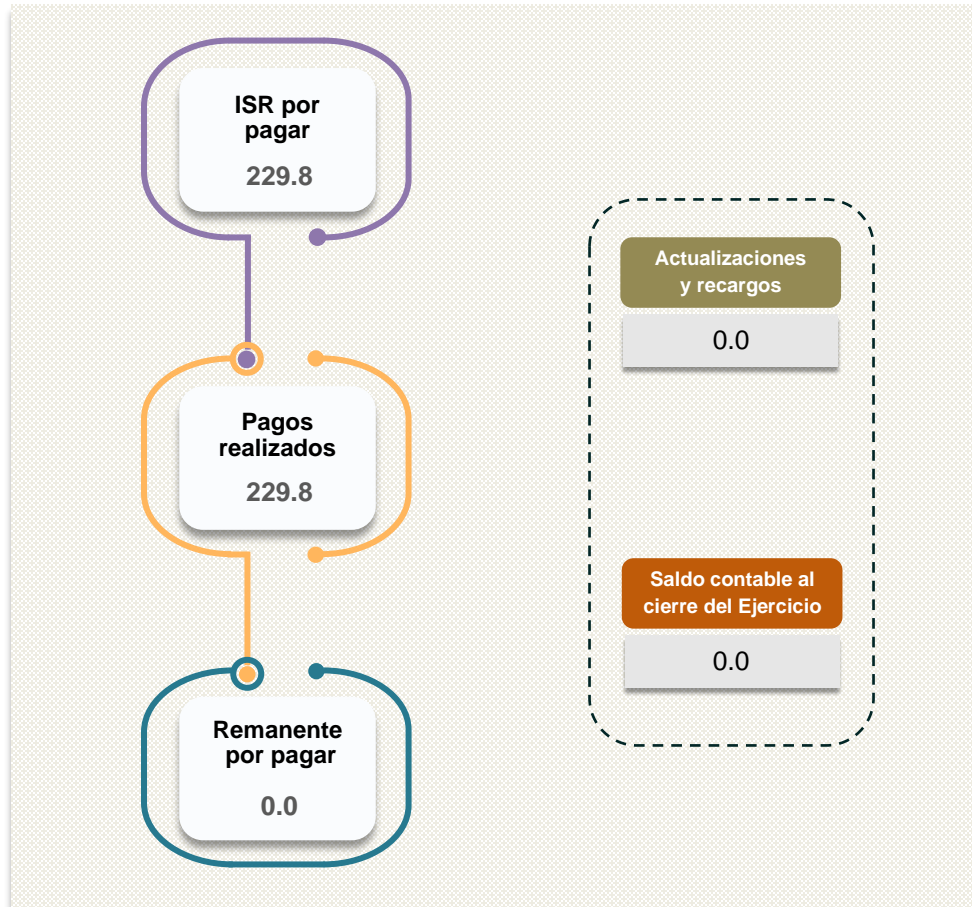 ISR por
pagar
229.8
Pagos
realizados
229.8
Remanente
por pagar
0.0
Actualizaciones
y recargos
0.0
Saldo contable al
cierre del Ejercicio
0.0